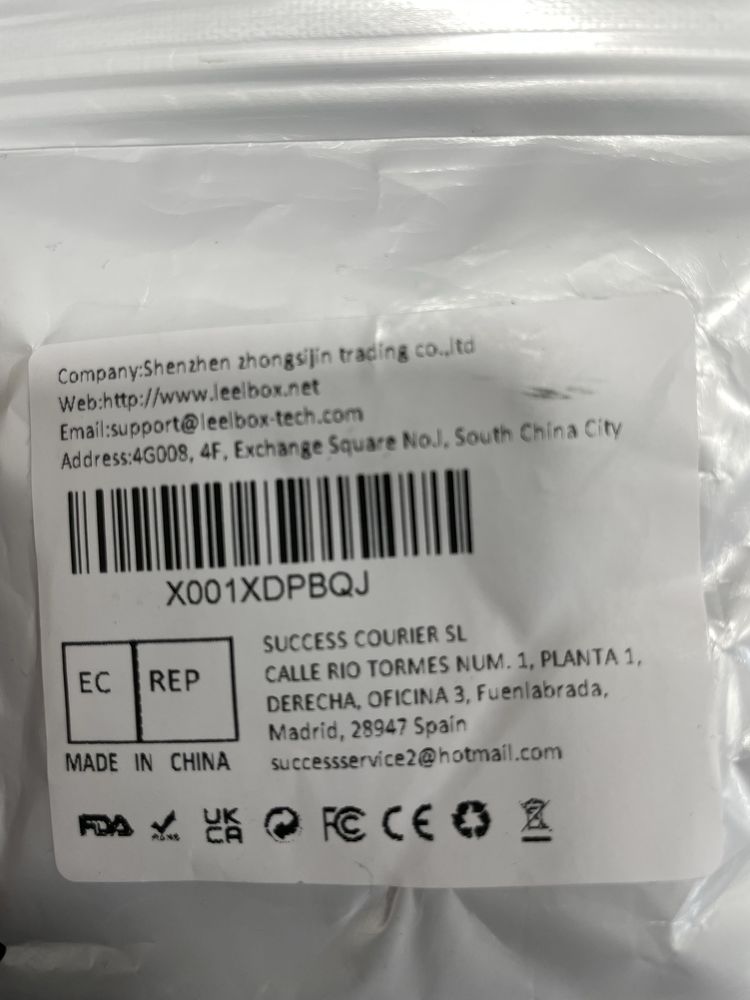 Company:Shenzhen zhongsijin trading co.,ltd
Web:http://www.leelbox.net
Email:support@leelbox-tech.com
Address:4G008, 4F, Exchange Square No.I, South China City
X001XDPBQJ
EC REP
SUCCESS COURIER SL
CALLE RIO TORMES NUM. 1, PLANTA 1,
DERECHA, OFICINA 3, Fuenlabrada,
Madrid, 28947 Spain
successservice2@hotmail.com
MADE IN CHINA
FDA UK CA FC CE